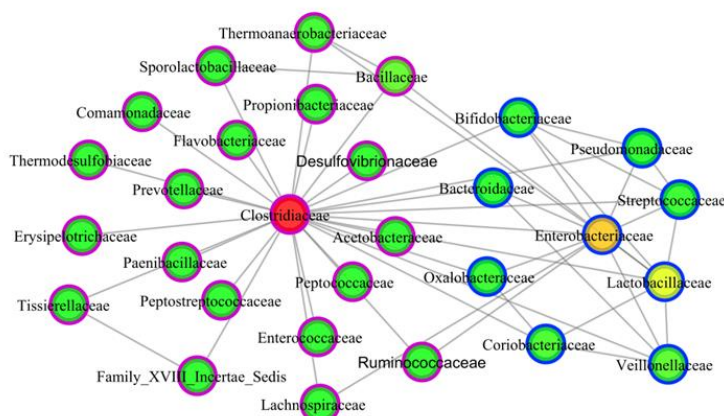 Thermoanaerobacteriaceae
Sporolactobacillaceae
Bacillaceae
Comamonadaceae
Propionibacteriaceae
Bifidobacteriaceae
Flavobacteriaceae
Pseudomonadaceae
Thermodesulfobiaceae
Desulfovibrionaceae
Prevotellaceae
Bacteroidaceae
Streptococcaceae
Clostridiaceae
Erysipelotrichaceae
Acetobacteraceae
Enterobacteriaceae
Paenibacillaceae
Peptococcaceae
Oxalobacteraceae
Lactobacillaceae
Tissierellaceae
Peptostreptococcaceae
Enterococcaceae
Coriobacteriaceae
Ruminococcaceae
Veillonellaceae
Family_XVIII_Incertae_Sedis
Lachnospiraceae